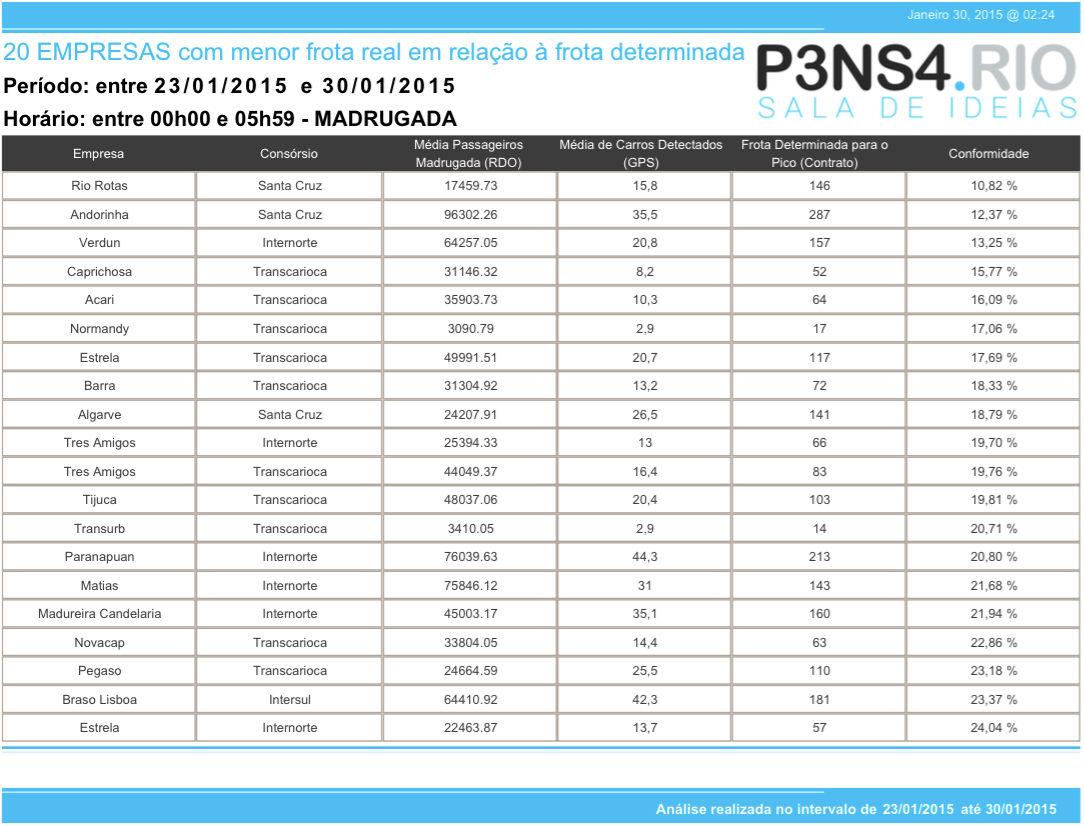 Janeiro 30, 2015 @ 02:24
20 EMPRESAS com menor frota real em relação à frota determinada
P3NS4.RIO
SALA DE IDEIAS
Período: entre 23/01/2015 e 30/01/2015
Horário: entre 00h00 e 05h59 - MADRUGADA
Empresa Consórsio Média Passageiros Madrugada (RDO) Média de Carros Detectados (GPS) Frota Determinada para o Pico (Contrato) Conformidade
Rio Rotas Santa Cruz 17459.73 15,8 146 10,82 %
Andorinha Santa Cruz 96302.26 35,5 287 12,37 %
Verdun Internorte 64257.05 20,8 157 13,25 %
Caprichosa Transcarioca 31146.32 8,2 52 15,77 %
Acari Transcarioca 35903.73 10,3 64 16,09 %
Normandy Transcarioca 3090.79 2,9 17 17,06 %
Estrela Transcarioca 49991.51 20,7 117 17,69 %
Barra Transcarioca 31304.92 13,2 72 18,33 %
Algarve Santa Cruz 24207.91 26,5 141 18,79 %
Tres Amigos Internorte 25394.33 13 66 19,70 %
Tres Amigos Transcarioca 44049.37 16,4 83 19,76 %
Tijuca Transcarioca 48037.06 20,4 103 19,81 %
Transurb Transcarioca 3410.05 2,9 14 20,71 %
Paranapuan Internorte 76039.63 44,3 213 20,80 %
Matias Internorte 75846.12 31 143 21,68 %
Madureira Candelaria Internorte 45003.17 35,1 160 21,94 %
Novacap Transcarioca 33804.05 14,4 63 22,86 %
Pegaso Transcarioca 24664.59 25,5 110 23,18 %
Braso Lisboa Intersul 64410.92 42,3 181 23,37 %
Estrela Internorte 22463.87 13,7 57 24,04 %
Análise realizada no intervalo de 23/01/2015 até 30/01/2015